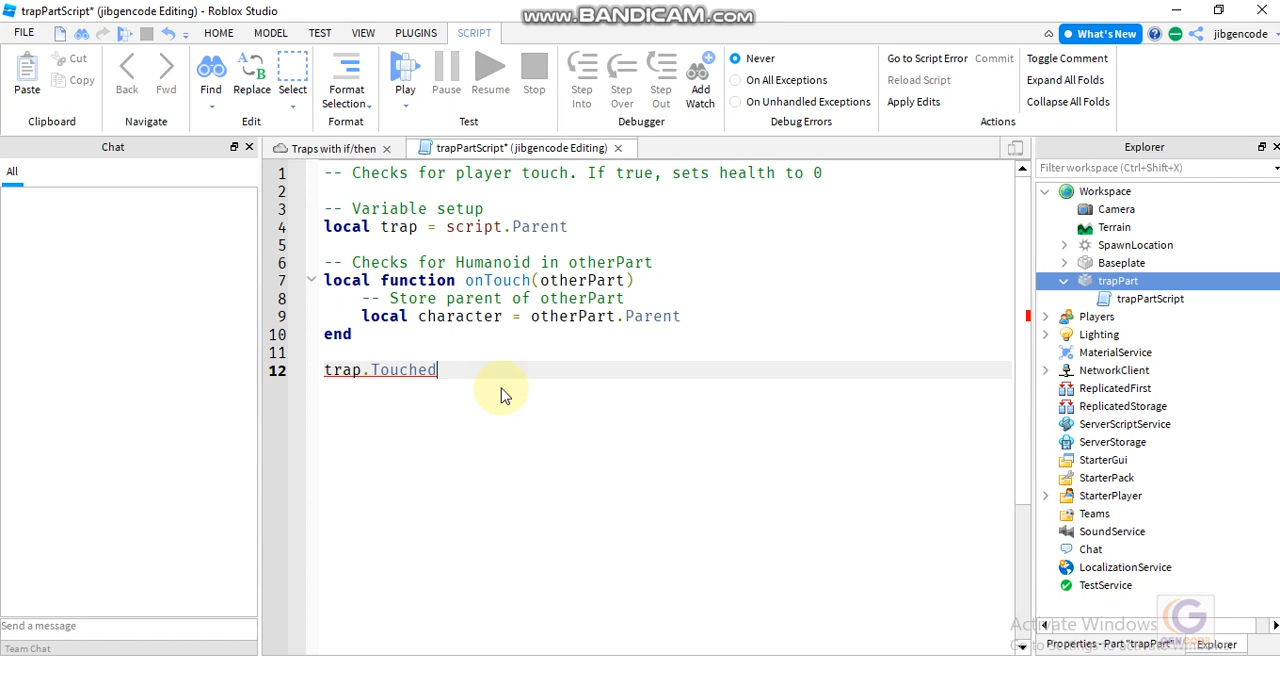 trapPartScript* (jibgencode Editing) - Roblox Studio
www.BANDICAM.com
FILE HOME MODEL TEST VIEW PLUGINS SCRIPT What's New jibgencode
Paste Cut Copy Back Fwd Find Replace Select Format Selection Play Pause Resume Stop Step Into Step Over Step Out Add Watch Never On All Exceptions On Unhandled Exceptions Go to Script Error Commit Reload Script Apply Edits Toggle Comment Expand All Folds Collapse All Folds
Clipboard Navigate Edit Format Test Debugger Debug Errors Actions
Chat
All
Send a message
Team Chat
Traps with if/then trapPartScript* (jibgencode Editing)
1 -- Checks for player touch. If true, sets health to 0
2
3 -- Variable setup
4 local trap = script.Parent
5
6 -- Checks for Humanoid in otherPart
7 local function onTouch(otherPart)
8 -- Store parent of otherPart
9 local character = otherPart.Parent
10 end
11
12 trap.Touched
Explorer
Filter workspace (Ctrl+Shift+X)
Workspace
Camera
Terrain
SpawnLocation
Baseplate
trapPart
trapPartScript
Players
Lighting
MaterialService
NetworkClient
ReplicatedFirst
ReplicatedStorage
ServerScriptService
ServerStorage
StarterGui
StarterPack
StarterPlayer
Teams
SoundService
Chat
LocalizationService
TestService
Activate Windows
Properties - Part "trapPart" Explorer